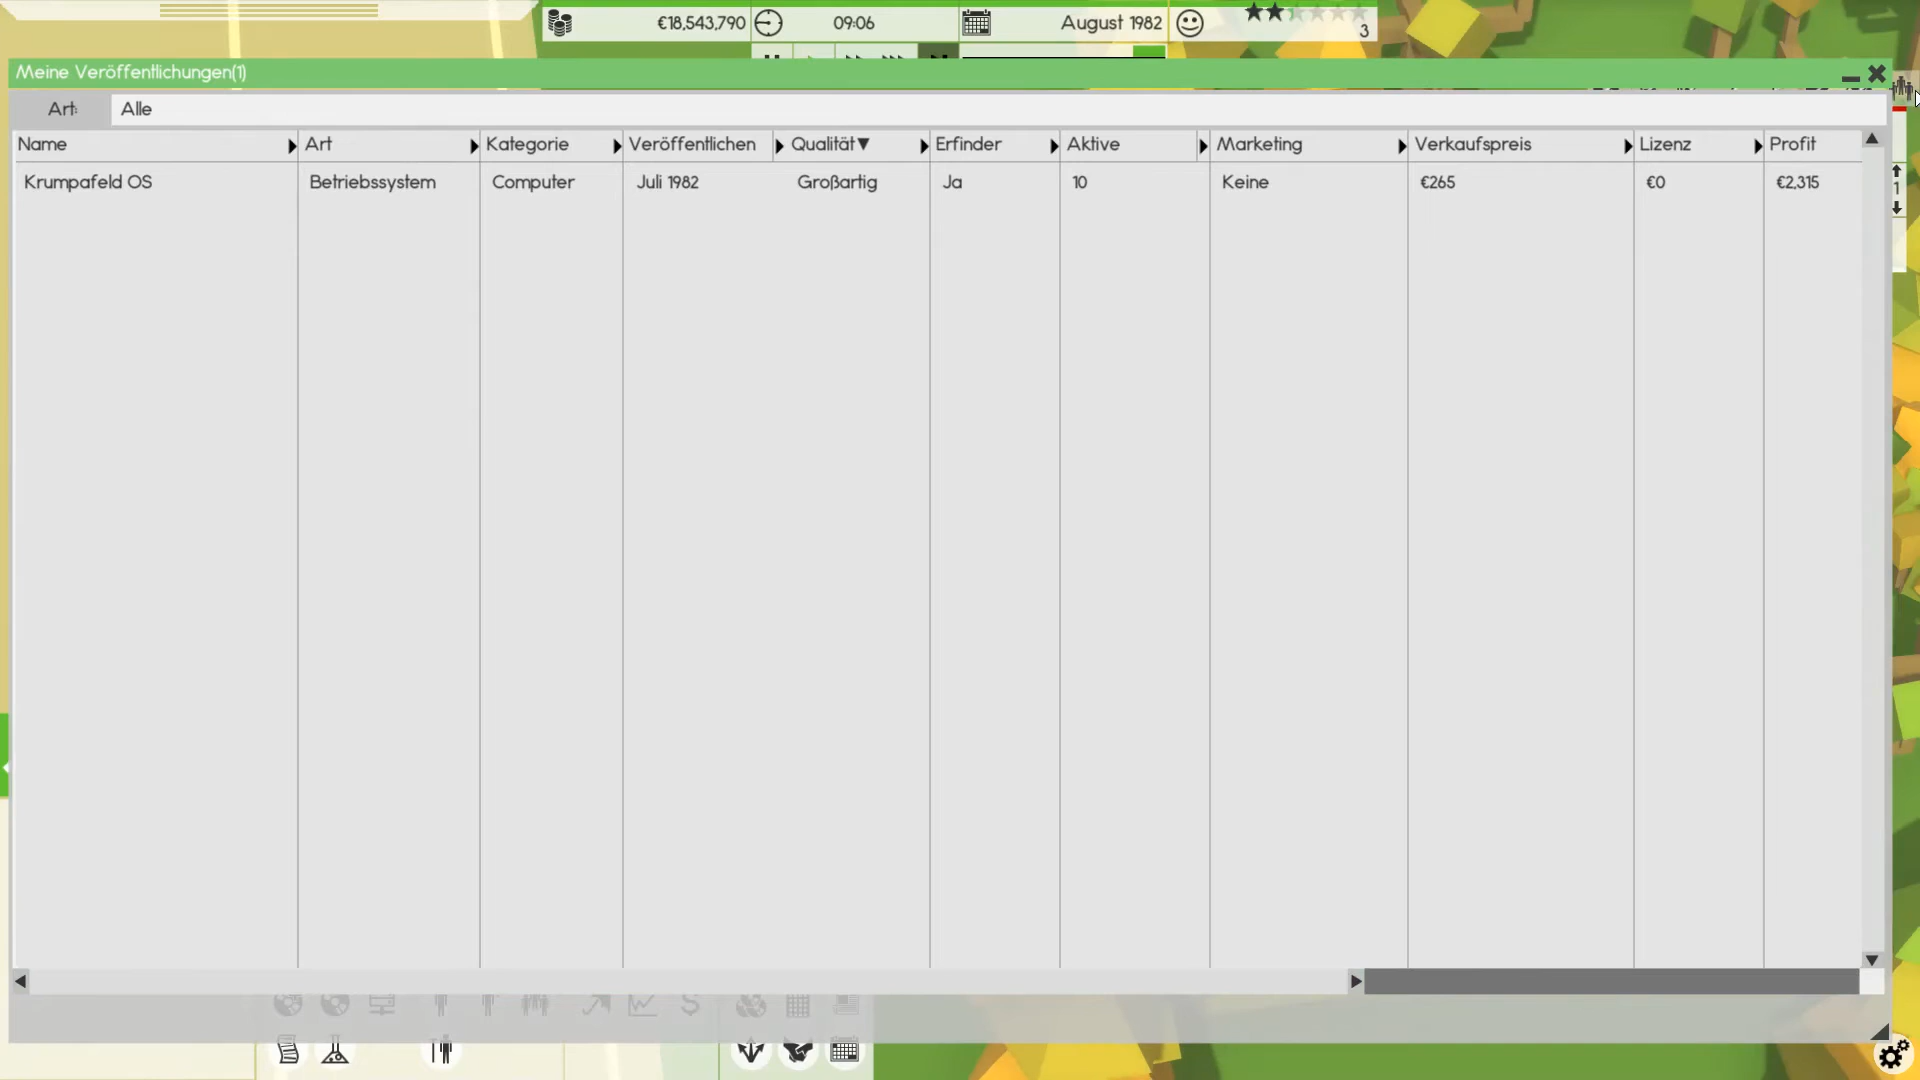 €18,543,790 09:06 August 1982 3
Meine Veröffentlichungen(1)
Art: Alle
Name Art Kategorie Veröffentlichen Qualität▼ Erfinder Aktive Marketing Verkaufspreis Lizenz Profit
Krumpafeld OS Betriebssystem Computer Juli 1982 Großartig Ja 10 Keine €265 €0 €2,315
1